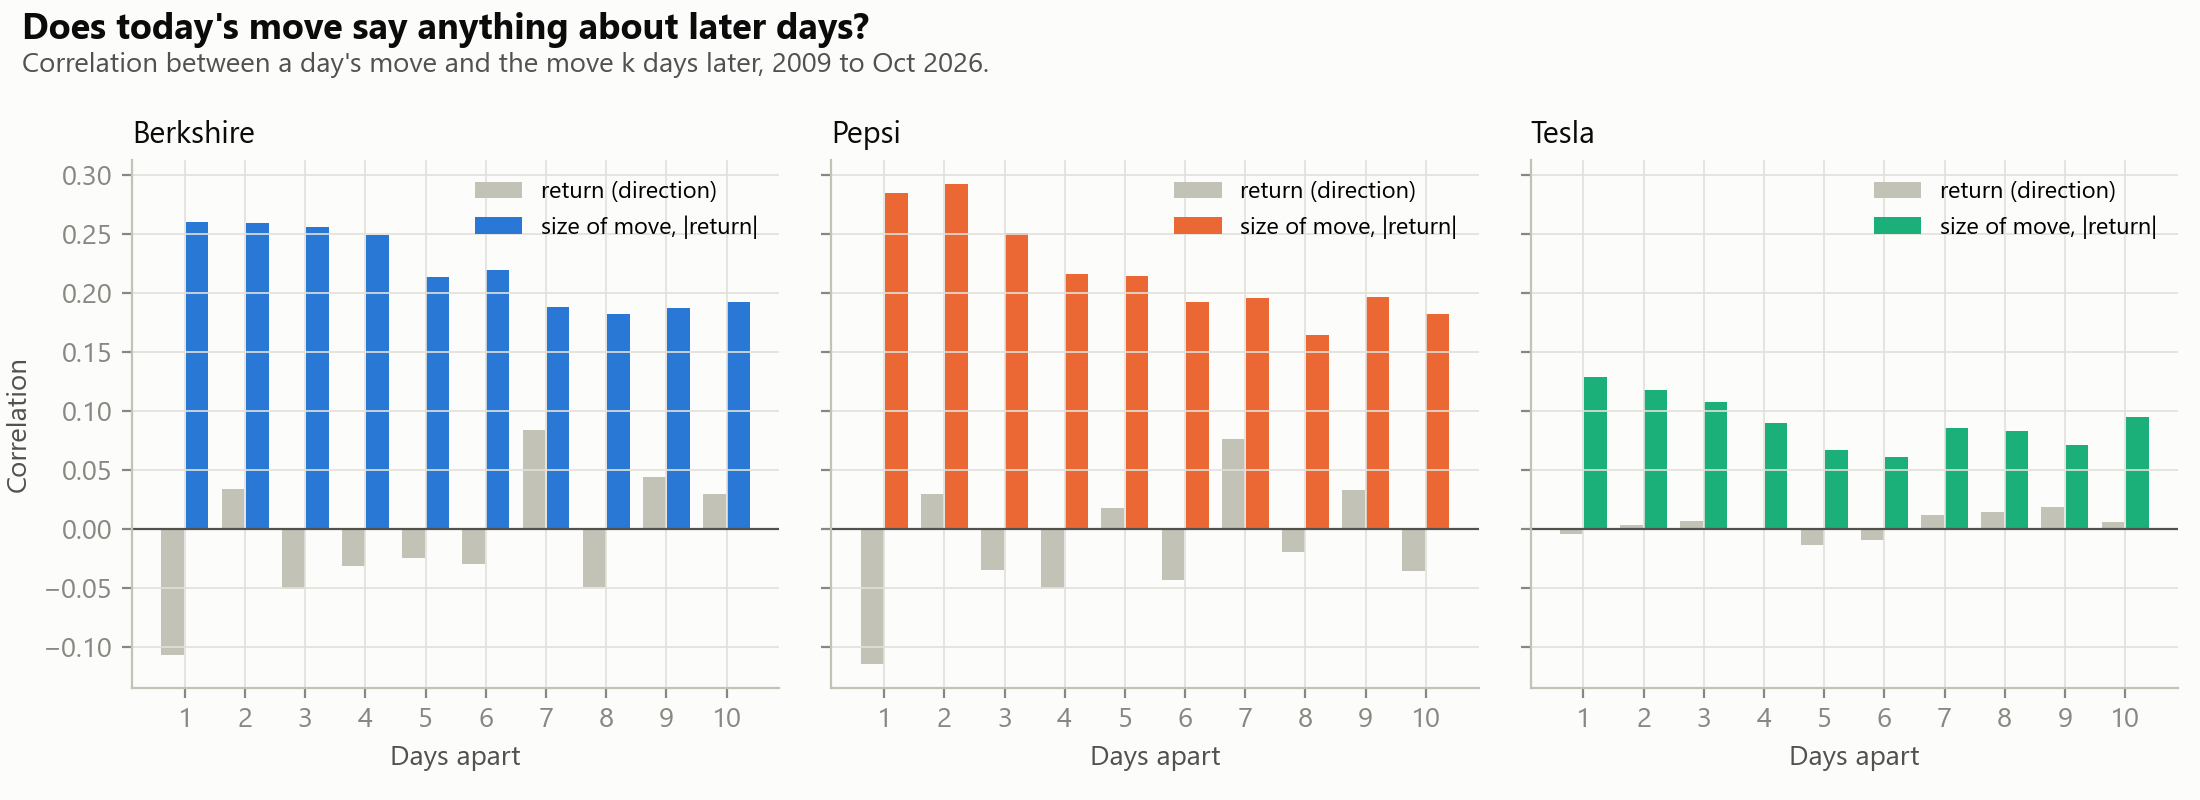 Does today's move say anything about later days?
Correlation between a day's move and the move k days later, 2009 to Oct 2026.
Berkshire
Pepsi
Tesla
return (direction)
size of move, |return|
return (direction)
size of move, |return|
return (direction)
size of move, |return|
Correlation
0.30
0.25
0.20
0.15
0.10
0.05
0.00
−0.05
−0.10
1 2 3 4 5 6 7 8 9 10
1 2 3 4 5 6 7 8 9 10
1 2 3 4 5 6 7 8 9 10
Days apart
Days apart
Days apart